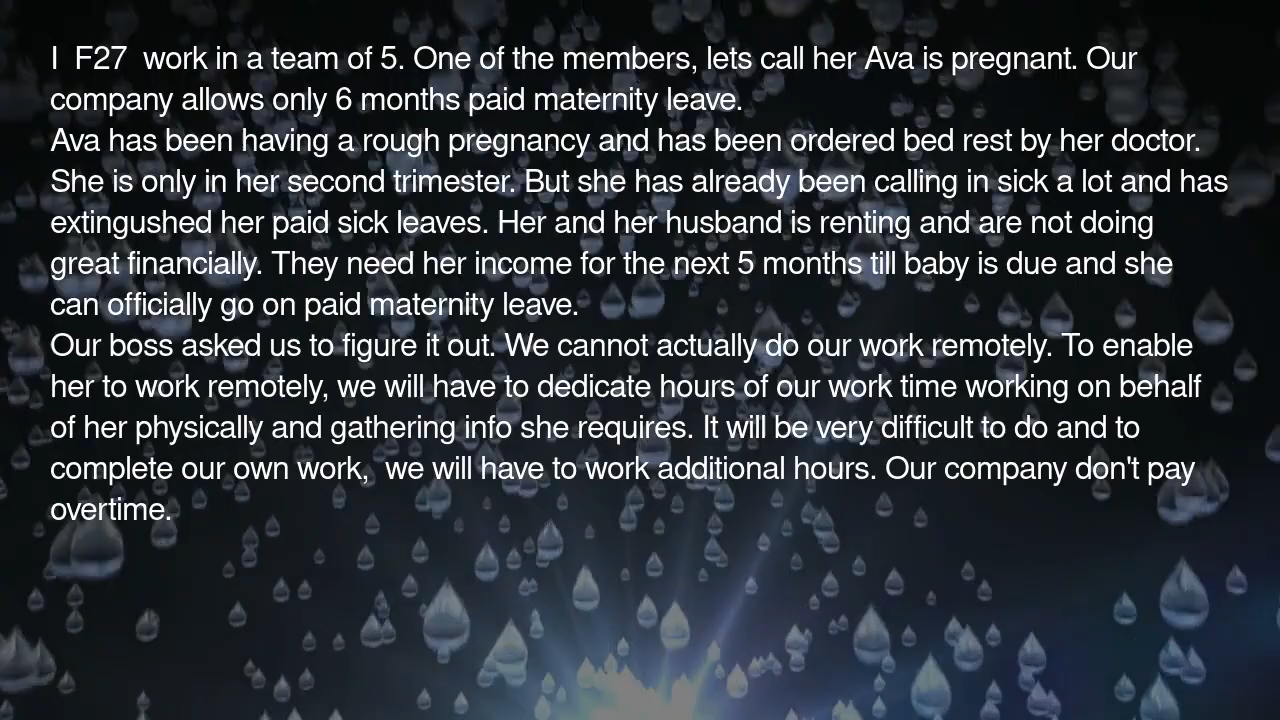 I  F27  work in a team of 5. One of the members, lets call her Ava is pregnant. Our
company allows only 6 months paid maternity leave.
Ava has been having a rough pregnancy and has been ordered bed rest by her doctor.
She is only in her second trimester. But she has already been calling in sick a lot and has
extingushed her paid sick leaves. Her and her husband is renting and are not doing
great financially. They need her income for the next 5 months till baby is due and she
can officially go on paid maternity leave.
Our boss asked us to figure it out. We cannot actually do our work remotely. To enable
her to work remotely, we will have to dedicate hours of our work time working on behalf
of her physically and gathering info she requires. It will be very difficult to do and to
complete our own work,  we will have to work additional hours. Our company don't pay
overtime.